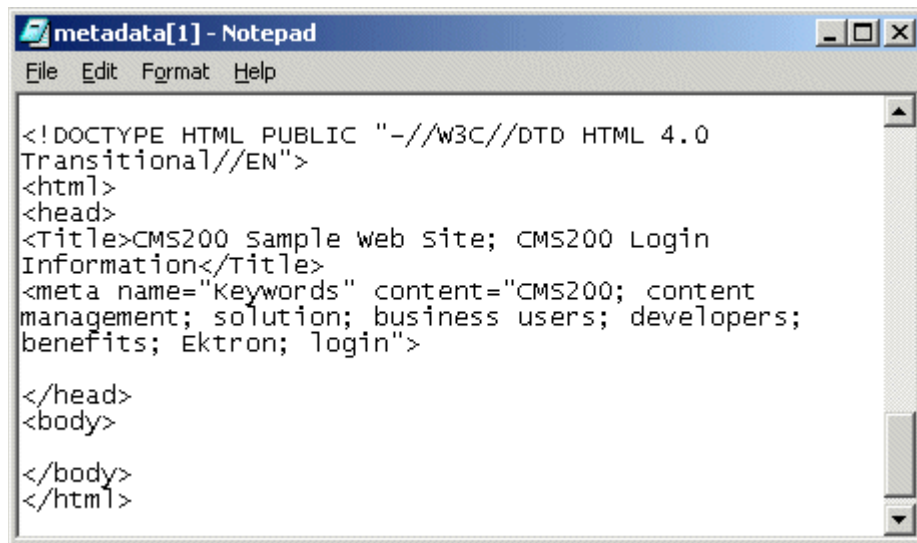 metadata[1] - Notepad
File Edit Format Help
<!DOCTYPE HTML PUBLIC "-//W3C//DTD HTML 4.0
Transitional//EN">
<html>
<head>
<Title>CMS200 Sample Web Site; CMS200 Login
Information</Title>
<meta name="Keywords" content="CMS200; content
management; solution; business users; developers;
benefits; Ektron; login">
</head>
<body>
</body>
</html>